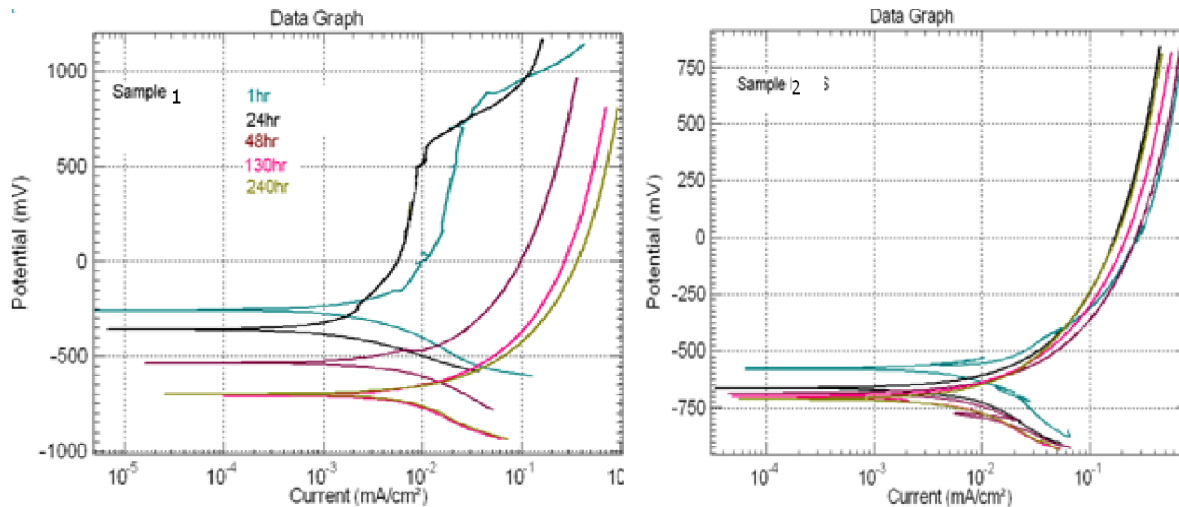 Data Graph
1000
500
0
-500
-1000
Potential (mV)
Sample 1
1hr
24hr
48hr
130hr
240hr
10-5
10-4
10-3
10-2
10-1
10
Current (mA/cm²)
Data Graph
750
500
250
0
-250
-500
-750
Potential (mV)
Sample 2 S
10-4
10-3
10-2
10-1
Current (mA/cm²)